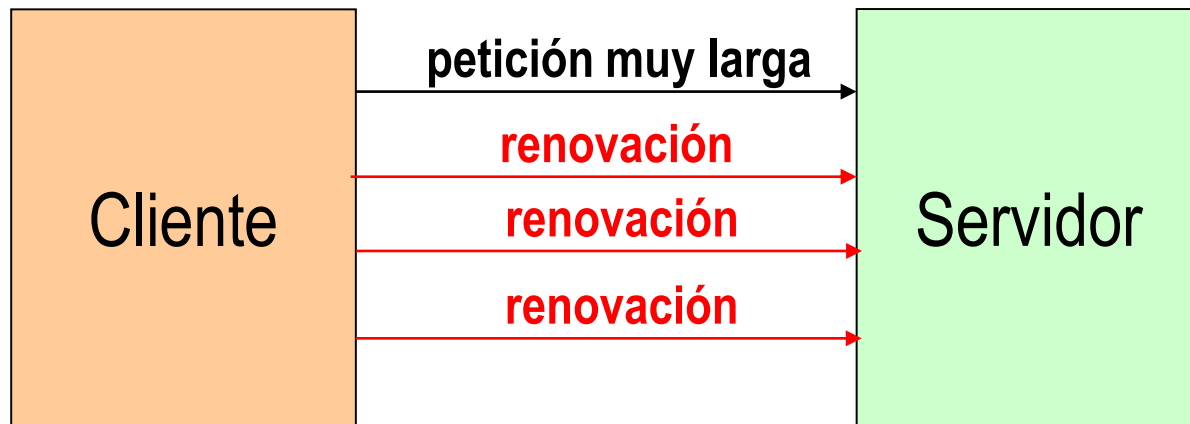 petición muy larga
renovación
Cliente
renovación
Servidor
renovación